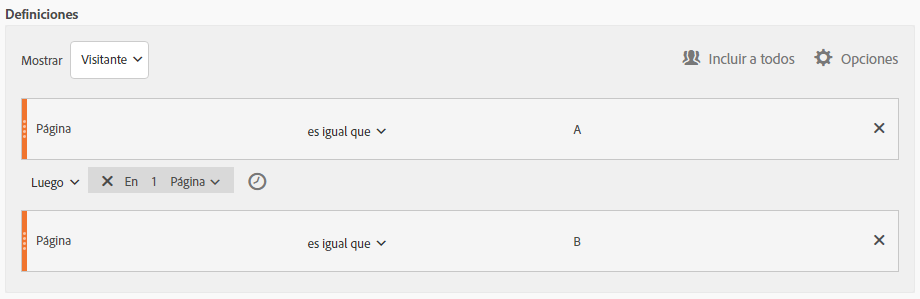 Definiciones
Mostrar Visitante Incluir a todos Opciones
Página es igual que A
Luego En 1 Página
Página es igual que B